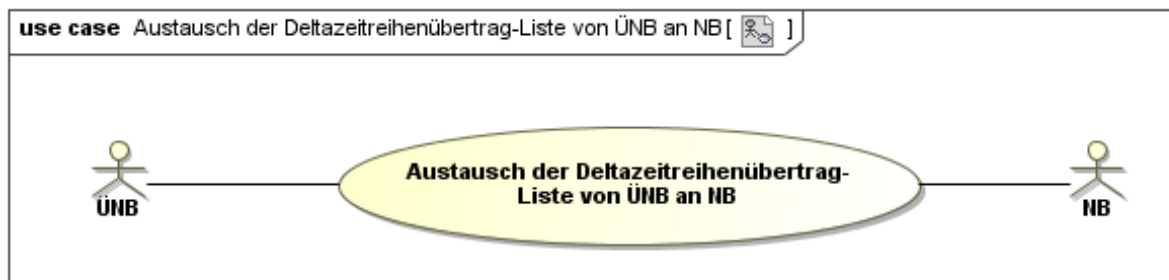 use case Austausch der Deltazeitreihenübertrag-Liste von ÜNB an NB [ ]
Austausch der Deltazeitreihenübertrag-
Liste von ÜNB an NB
ÜNB
NB